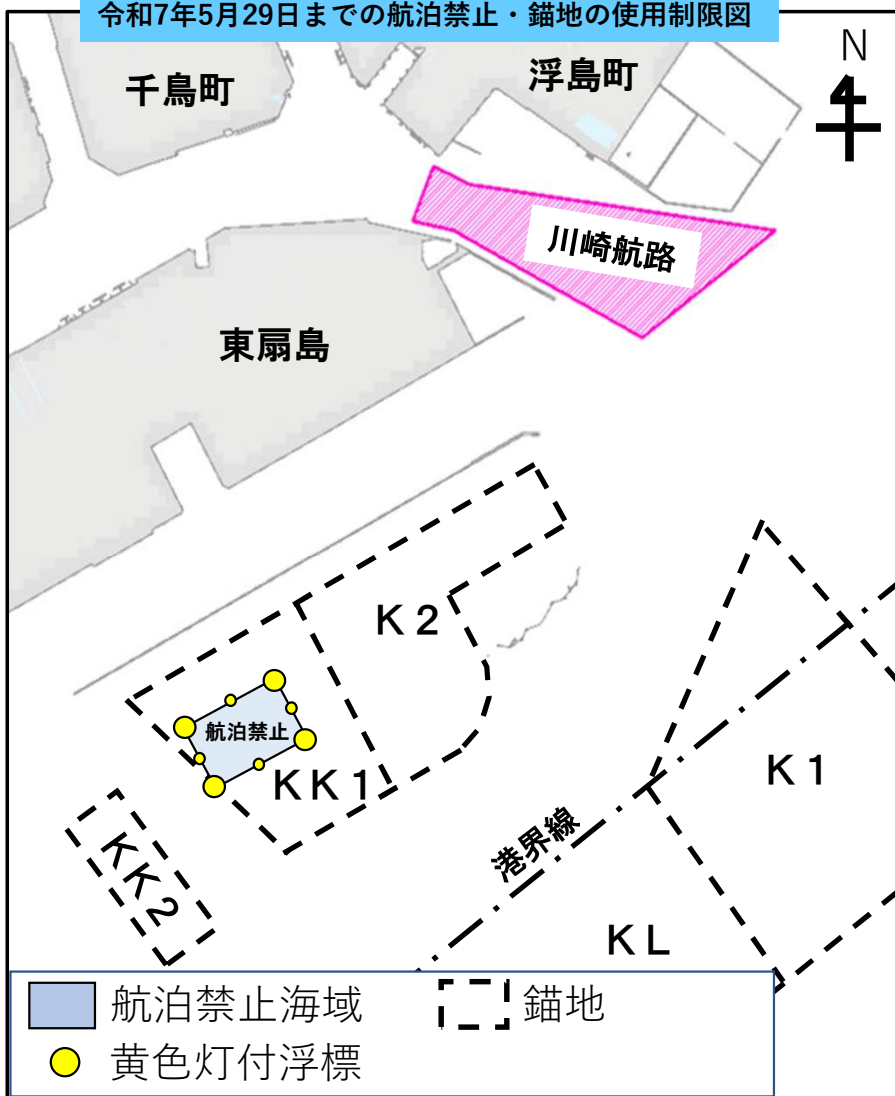 令和7年5月29日までの航泊禁止・錨地の使用制限図
N
千鳥町
浮島町
川崎航路
東扇島
K2
航泊禁止
KK1
K1
KK2
港界線
KL
航泊禁止海域
錨地
黄色灯付浮標